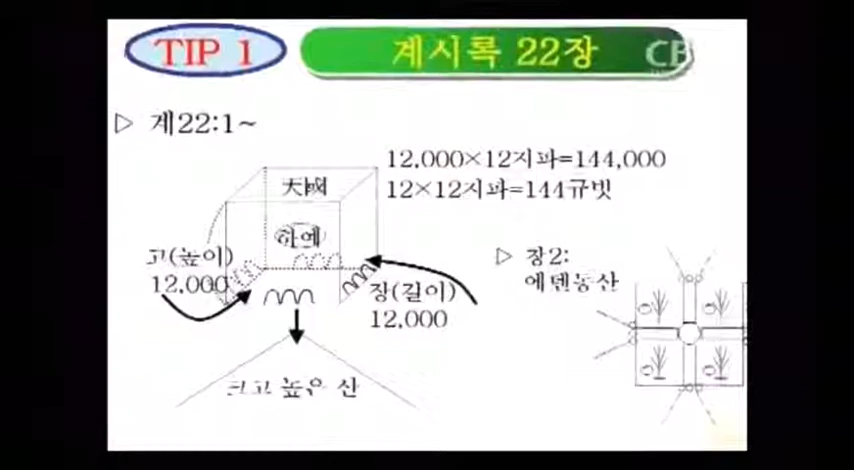 TIP 1
계시록 22장
CB
▷ 계22:1~
12,000×12지파=144,000
12×12지파=144규빗
天國
하에
고(높이)
12,000
장(길이)
12,000
▷ 창2:
에덴동산
크고 높은 산